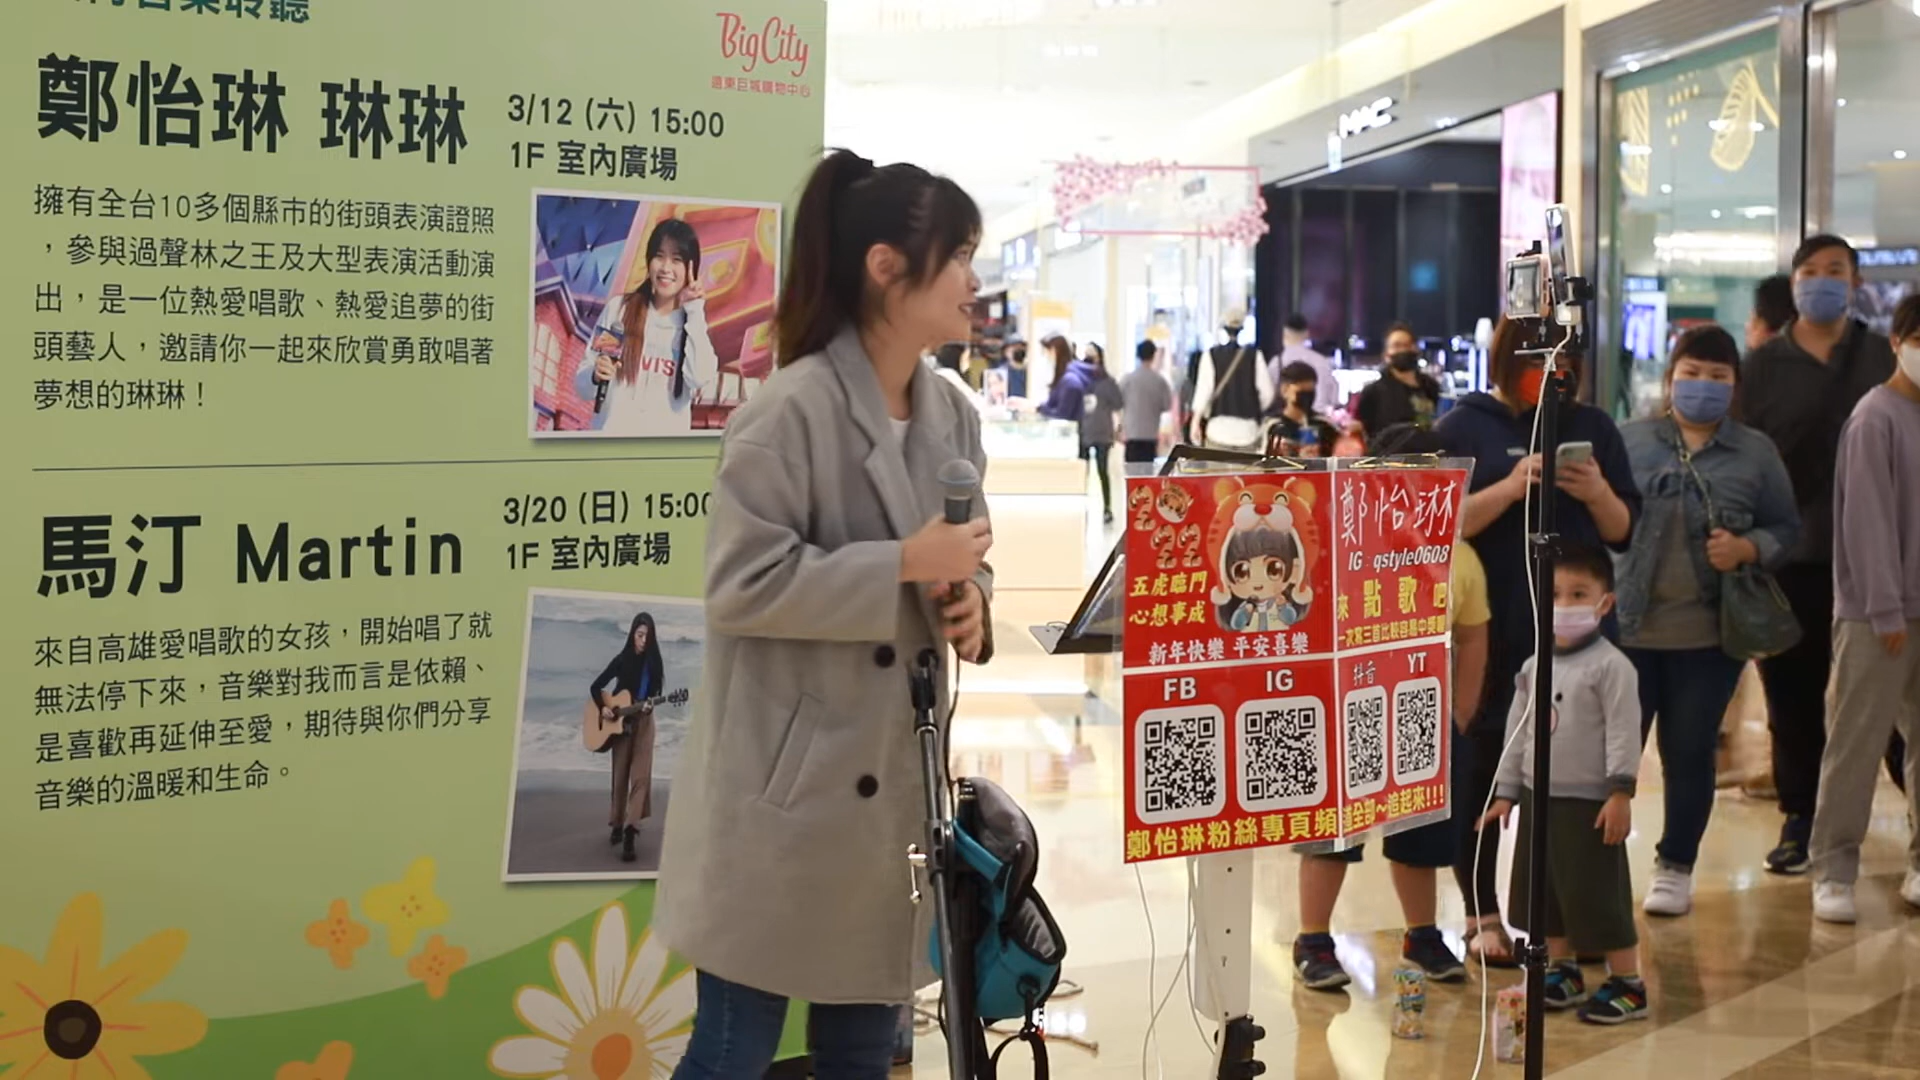 BigCity
遠東巨城購物中心
鄭怡琳 琳琳
3/12 (六) 15:00
1F 室內廣場
擁有全台10多個縣市的街頭表演證照
，參與過聲林之王及大型表演活動演
出，是一位熱愛唱歌、熱愛追夢的街
頭藝人，邀請你一起來欣賞勇敢唱著
夢想的琳琳！
馬汀 Martin
3/20 (日) 15:00
1F 室內廣場
來自高雄愛唱歌的女孩，開始唱了就
無法停下來，音樂對我而言是依賴、
是喜歡再延伸至愛，期待與你們分享
音樂的溫暖和生命。
MAC
2022
五虎臨門
心想事成
新年快樂 平安喜樂
鄭怡琳
IG:qstyle0608
來 點 歌 吧
FB
IG
抖音
YT
鄭怡琳粉絲專頁頻道全部～追起來!!!